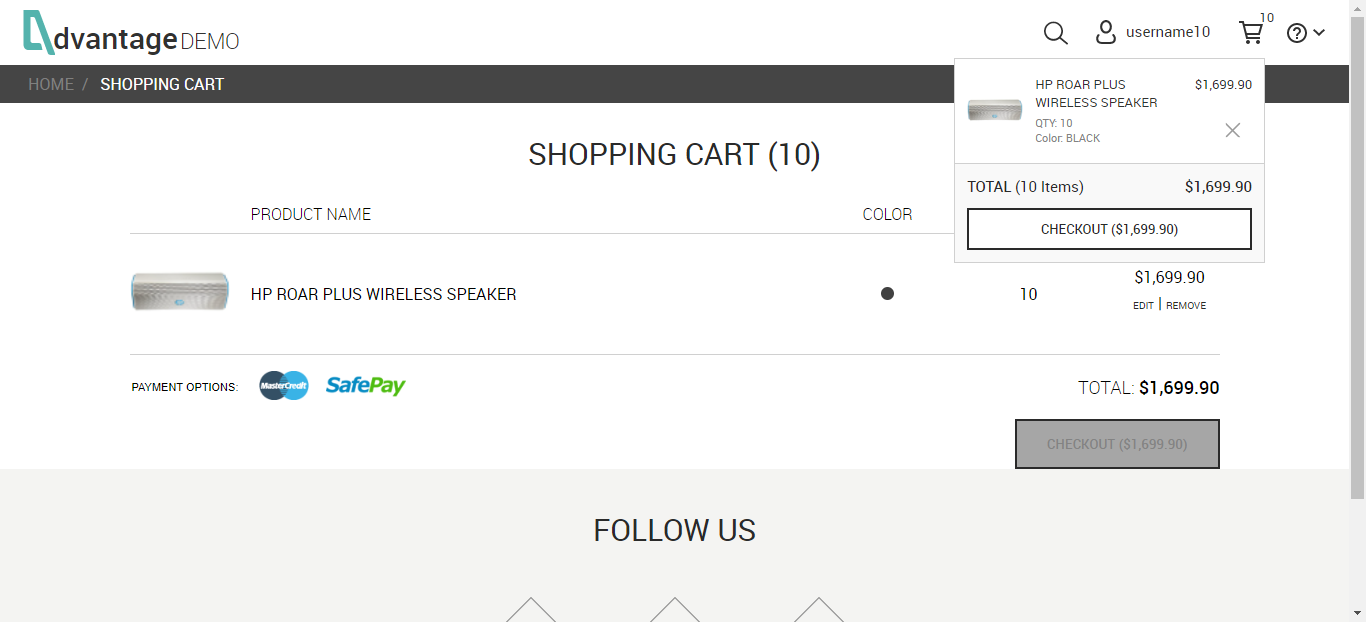 Advantage DEMO
username10
10
?
HOME / SHOPPING CART
HP ROAR PLUS
WIRELESS SPEAKER
$1,699.90
QTY: 10
Color: BLACK
TOTAL (10 Items) $1,699.90
CHECKOUT ($1,699.90)
SHOPPING CART (10)
PRODUCT NAME COLOR
HP ROAR PLUS WIRELESS SPEAKER 10 $1,699.90
EDIT | REMOVE
PAYMENT OPTIONS: MasterCredit SafePay TOTAL: $1,699.90
CHECKOUT ($1,699.90)
FOLLOW US